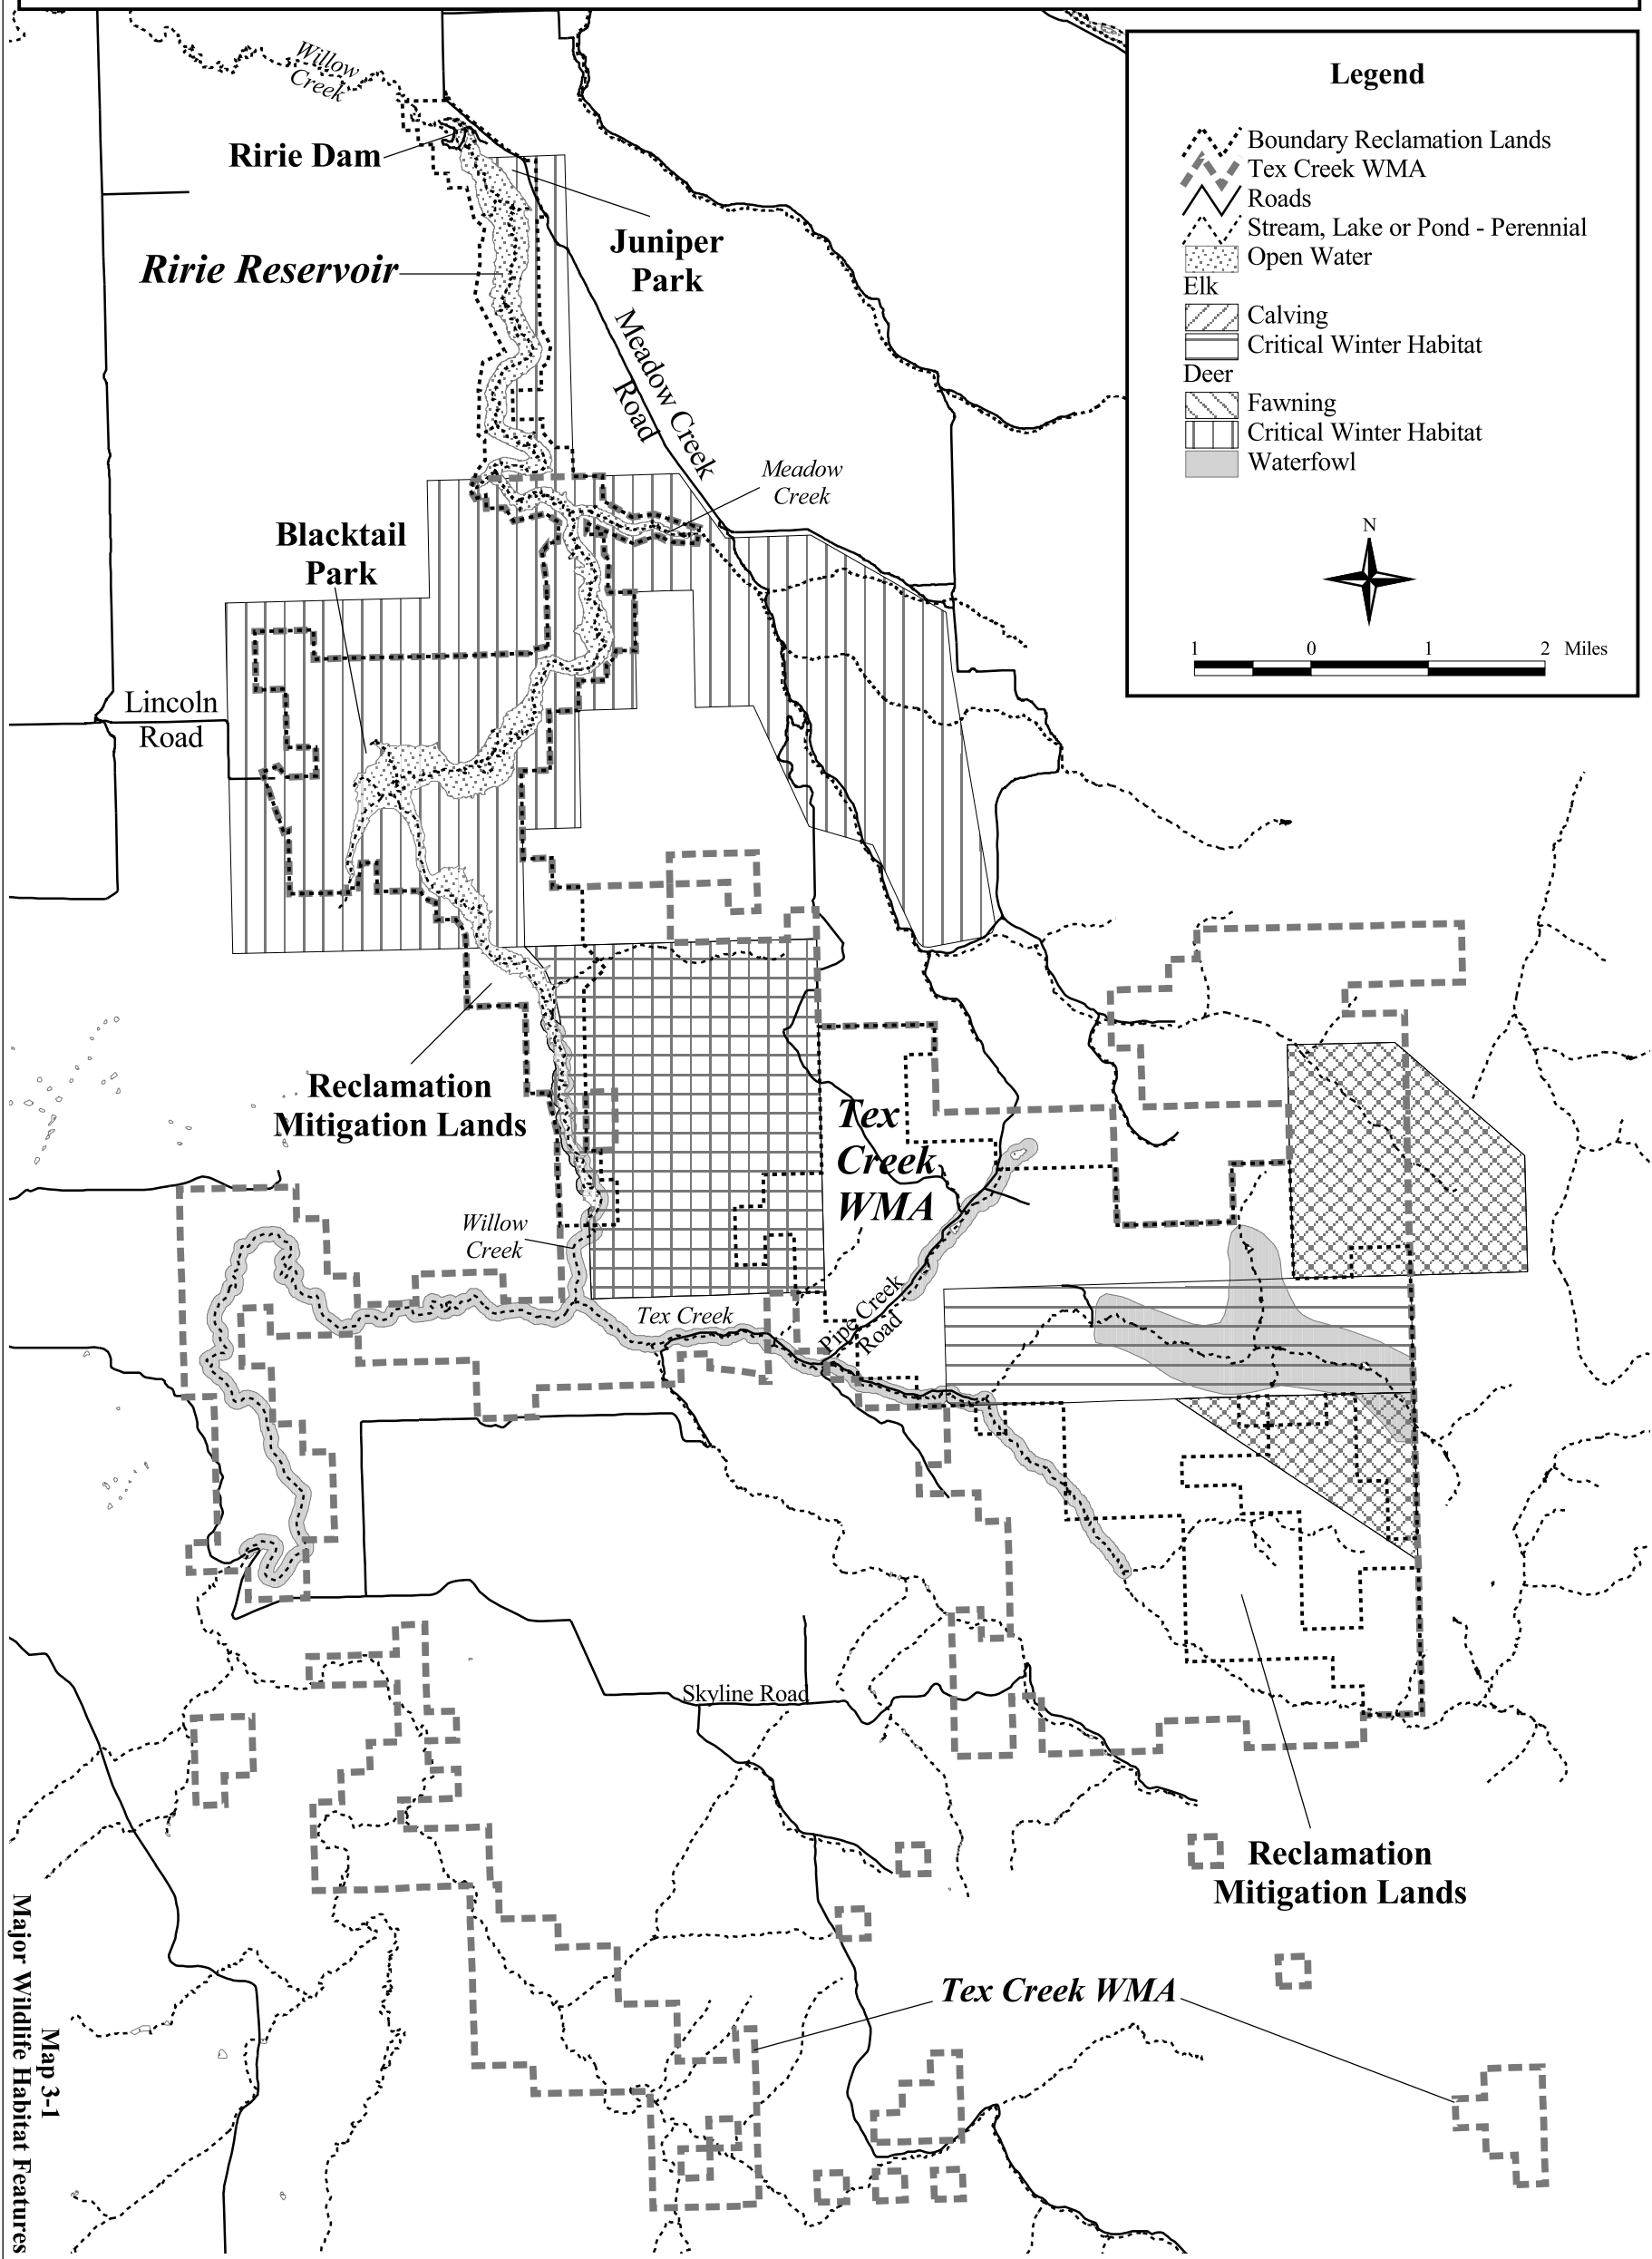 Legend
Boundary Reclamation Lands
Tex Creek WMA
Roads
Stream, Lake or Pond - Perennial
Open Water
Elk
Calving
Critical Winter Habitat
Deer
Fawning
Critical Winter Habitat
Waterfowl
N
1 0 1 2 Miles
Willow
Creek
Ririe Dam
Juniper
Park
Ririe Reservoir
Meadow Creek
Road
Meadow
Creek
Blacktail
Park
Lincoln
Road
Reclamation
Mitigation Lands
Tex
Creek
WMA
Willow
Creek
Tex Creek
Pipe Creek
Road
Skyline Road
Reclamation
Mitigation Lands
Tex Creek WMA
Map 3-1
Major Wildlife Habitat Features